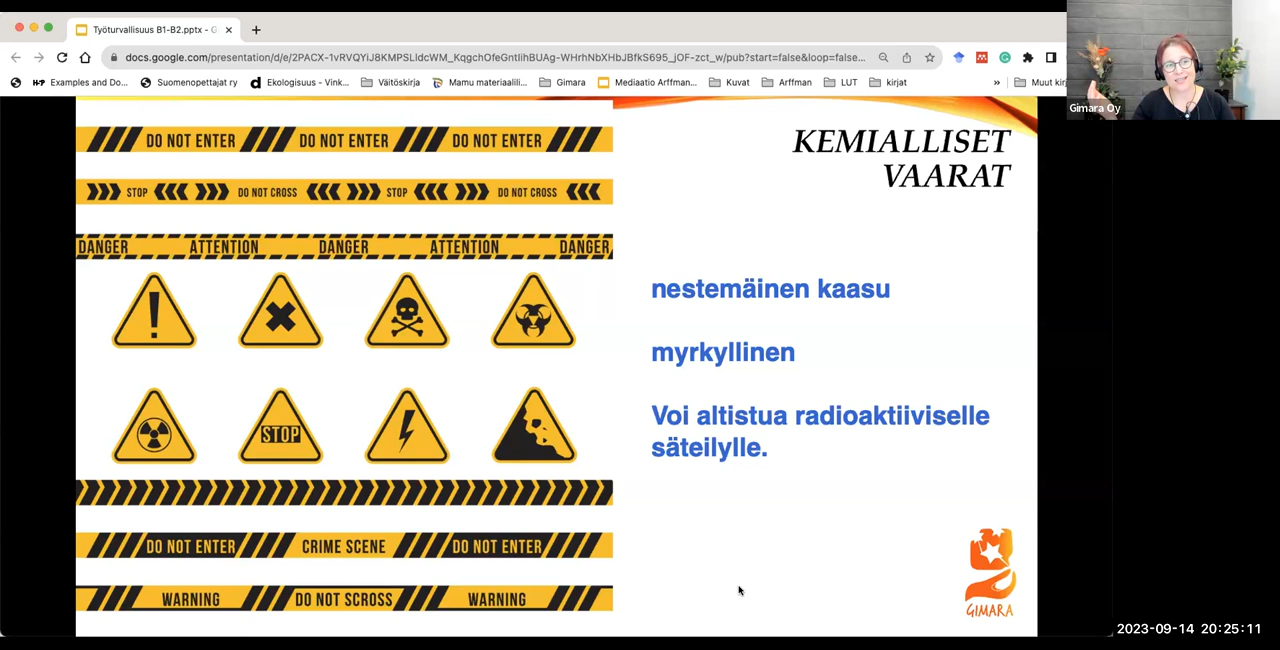 Työturvallisuus B1-B2.pptx - G
docs.google.com/presentation/d/e/2PACX-1vRVQYiJ8KMPSLldcWM_KqgchOfeGntIihBUAg-WHrhNbXHbJBfkS695_jOF-zct_w/pub?start=false&loop=false...
Examples and Do... Suomenopettajat ry Ekologisuus - Vink... Väitöskirja Mamu materiaalili... Gimara Mediaatio Arffman... Kuvat Arffman LUT kirjat » Muut kirj
Gimara Oy
DO NOT ENTER DO NOT ENTER DO NOT ENTER
STOP DO NOT CROSS STOP DO NOT CROSS
DANGER ATTENTION DANGER ATTENTION DANGER
STOP
DO NOT ENTER CRIME SCENE DO NOT ENTER
WARNING DO NOT SCROSS WARNING
KEMIALLISET
VAARAT
nestemäinen kaasu
myrkyllinen
Voi altistua radioaktiiviselle
säteilylle.
GIMARA
2023-09-14 20:25:11